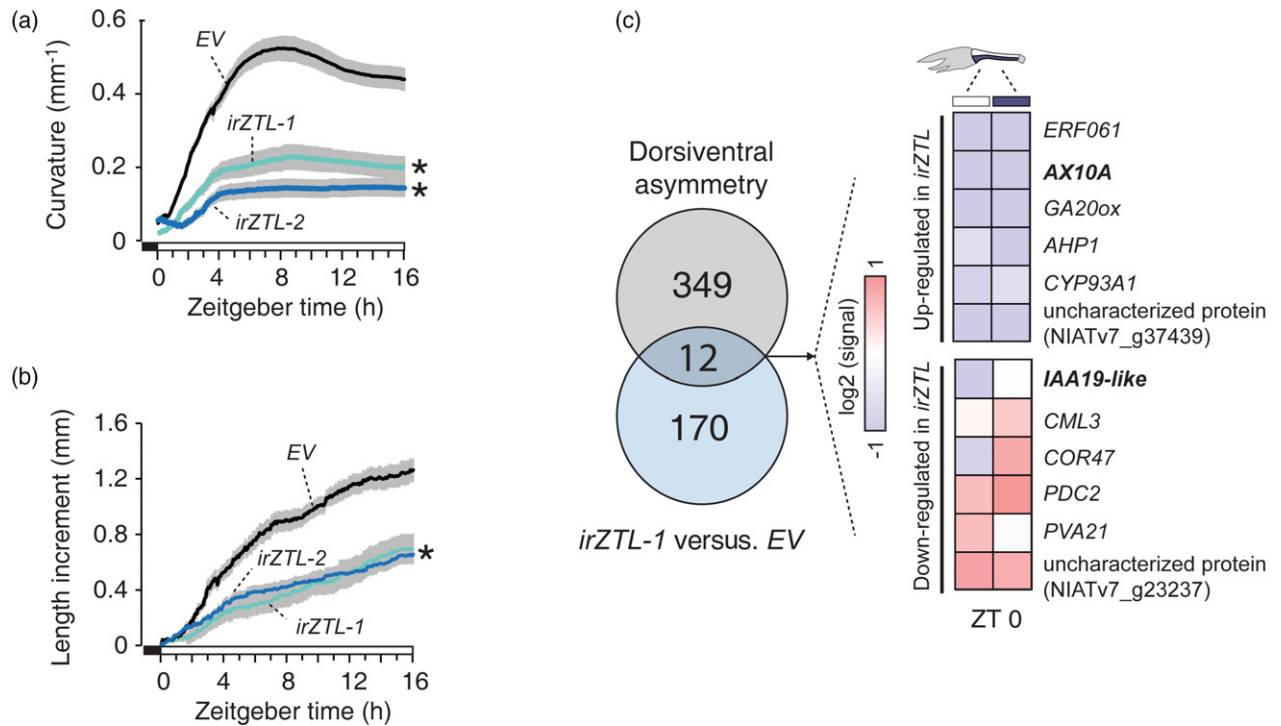 (a)
0.6
0.4
0.2
0
Curvature (mm-1)
EV
irZTL-1
irZTL-2
*
*
0 4 8 12 16
Zeitgeber time (h)
(b)
1.6
1.2
0.8
0.4
0
Length increment (mm)
EV
irZTL-2
irZTL-1
*
0 4 8 12 16
Zeitgeber time (h)
(c)
Dorsiventral
asymmetry
349
12
170
irZTL-1 versus. EV
1
log2 (signal)
-1
Up-regulated in irZTL
ERF061
AX10A
GA20ox
AHP1
CYP93A1
uncharacterized protein
(NIATv7_g37439)
Down-regulated in irZTL
IAA19-like
CML3
COR47
PDC2
PVA21
uncharacterized protein
(NIATv7_g23237)
ZT 0